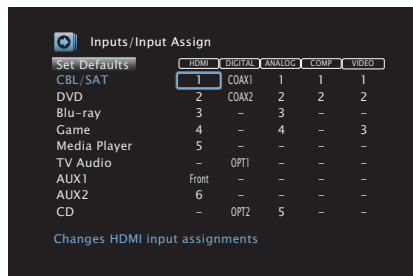 Inputs/Input Assign
Set Defaults HDMI DIGITAL ANALOG COMP VIDEO
CBL/SAT 1 COAX1 1 1 1
DVD 2 COAX2 2 2 2
Blu-ray 3 – 3 – –
Game 4 – 4 – 3
Media Player 5 – – – –
TV Audio – OPT1 – – –
AUX1 Front – – – –
AUX2 6 – – – –
CD – OPT2 5 – –
Changes HDMI input assignments